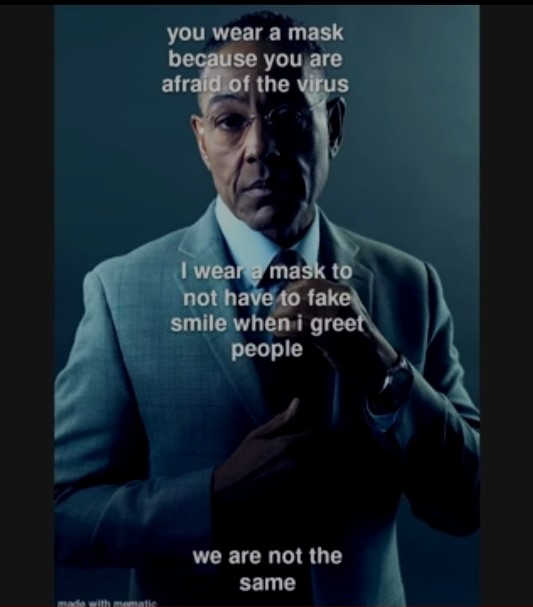 you wear a mask
because you are
afraid of the virus
I wear a mask to
not have to fake
smile when i greet
people
we are not the
same
made with mematic